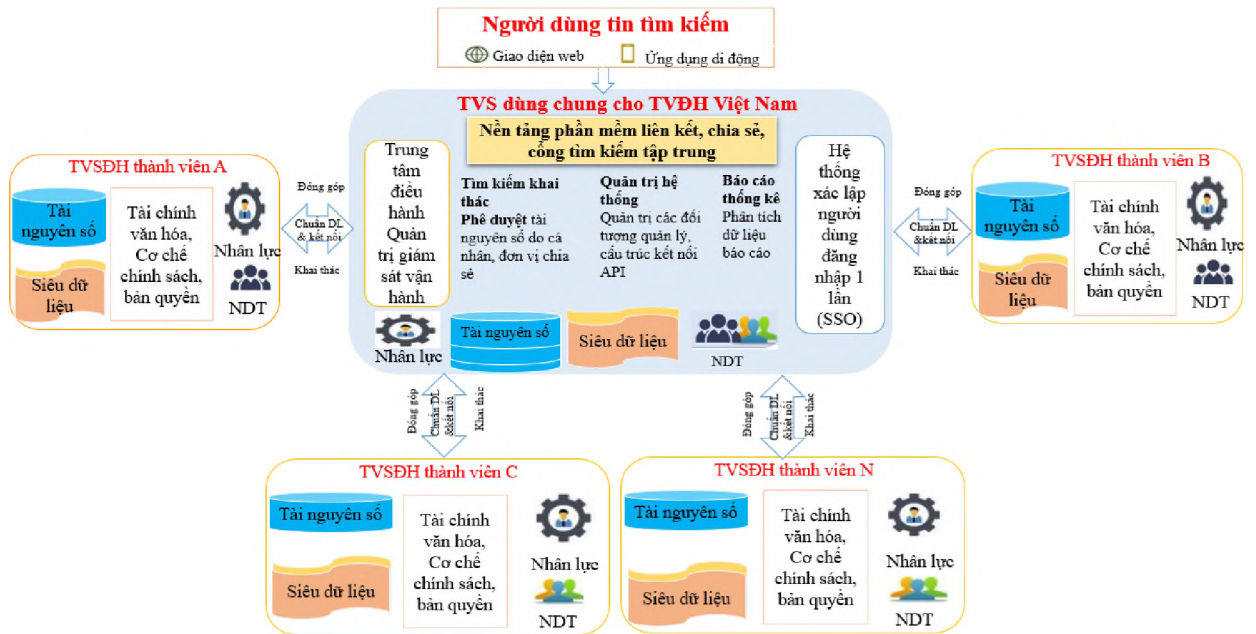 Người dùng tin tìm kiếm
Giao diện web
Ứng dụng di động
TVS dùng chung cho TVĐH Việt Nam
Nền tảng phần mềm liên kết, chia sẻ,
cổng tìm kiếm tập trung
Trung
tâm
điều
hành
Quản
trị giám
sát vận
hành
Tìm kiếm khai
thác
Phê duyệt tài
nguyên số do cá
nhân, đơn vị chia
sẻ
Quản trị hệ
thống
Quản trị các đối
tượng quản lý,
cấu trúc kết nối
API
Báo cáo
thống kê
Phân tích
dữ liệu
báo cáo
Hệ
thống
xác lập
người
dùng
đăng
nhập 1
lần
(SSO)
Nhân lực
Tài nguyên số
Siêu dữ liệu
NDT
TVSĐH thành viên A
Tài
nguyên số
Siêu dữ
liệu
Tài chính
văn hóa,
Cơ chế
chính sách,
bản quyền
Nhân lực
NDT
Đóng góp
Chuẩn DL
& kết nối
Khai thác
TVSĐH thành viên B
Tài
nguyên số
Siêu dữ
liệu
Tài chính
văn hóa,
Cơ chế
chính sách,
bản quyền
Nhân lực
NDT
Đóng góp
Chuẩn DL
&kết nối
Khai thác
Đóng góp
Chuẩn DL
&kết nối
Khai thác
Đóng góp
Chuẩn DL
&kết nối
Khai thác
TVSĐH thành viên C
Tài nguyên số
Siêu dữ liệu
Tài chính
văn hóa,
Cơ chế
chính sách,
bản quyền
Nhân lực
NDT
TVSĐH thành viên N
Tài nguyên số
Siêu dữ liệu
Tài chính
văn hóa,
Cơ chế
chính sách,
bản quyền
Nhân lực
NDT